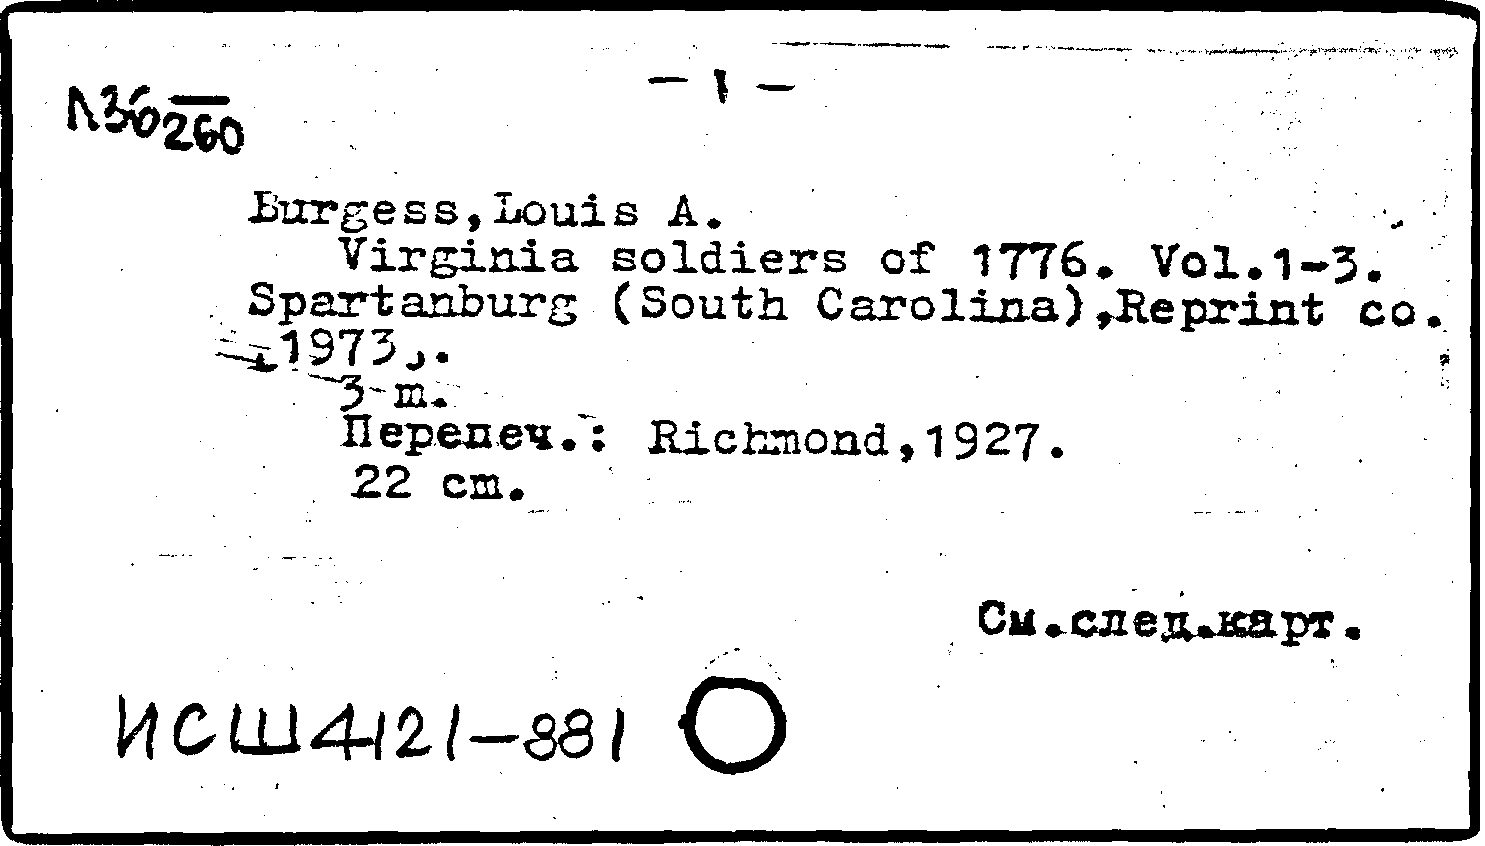 - 1 -
Л36 260
Burgess,Louis A.
Virginia soldiers of 1776. Vol.1-3.
Spartanburg (South Carolina),Reprint co.
,1973,.
3 m.
Перепеч.: Richmond,1927.
22 cm.
См.след.карт.
ИСШ4121-881